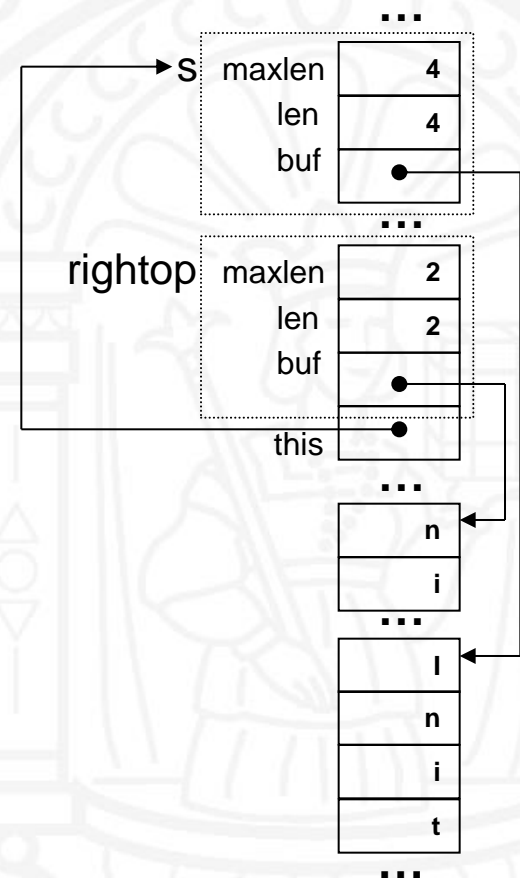 ...
s maxlen 4
len 4
buf
...
rightop maxlen 2
len 2
buf
this
...
n
i
...
I
n
i
t
...